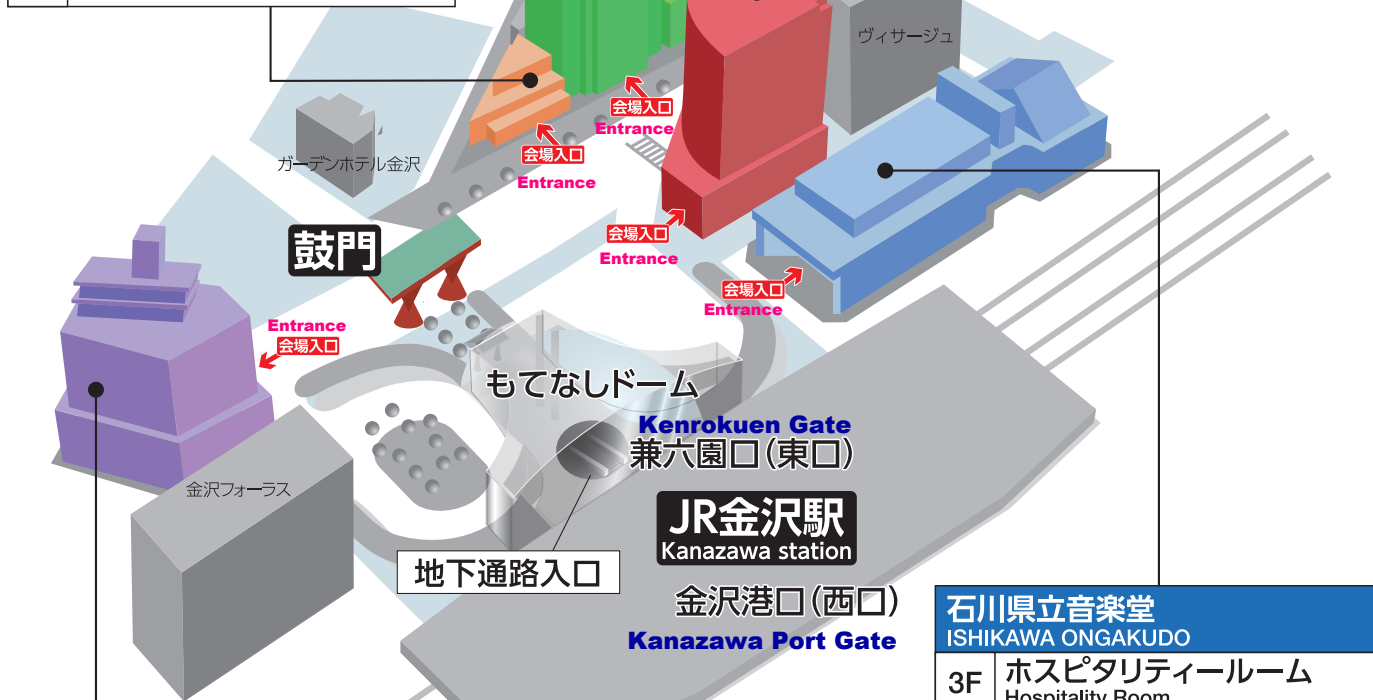 ヴィサージュ
会場入口
Entrance
会場入口
Entrance
ガーデンホテル金沢
鼓門
会場入口
Entrance
会場入口
Entrance
Entrance
会場入口
もてなしドーム
Kenrokuen Gate
兼六園口(東口)
金沢フォーラス
JR金沢駅
Kanazawa station
地下通路入口
金沢港口(西口)
Kanazawa Port Gate
石川県立音楽堂
ISHIKAWA ONGAKUDO
3F ホスピタリティールーム
Hospitality Room